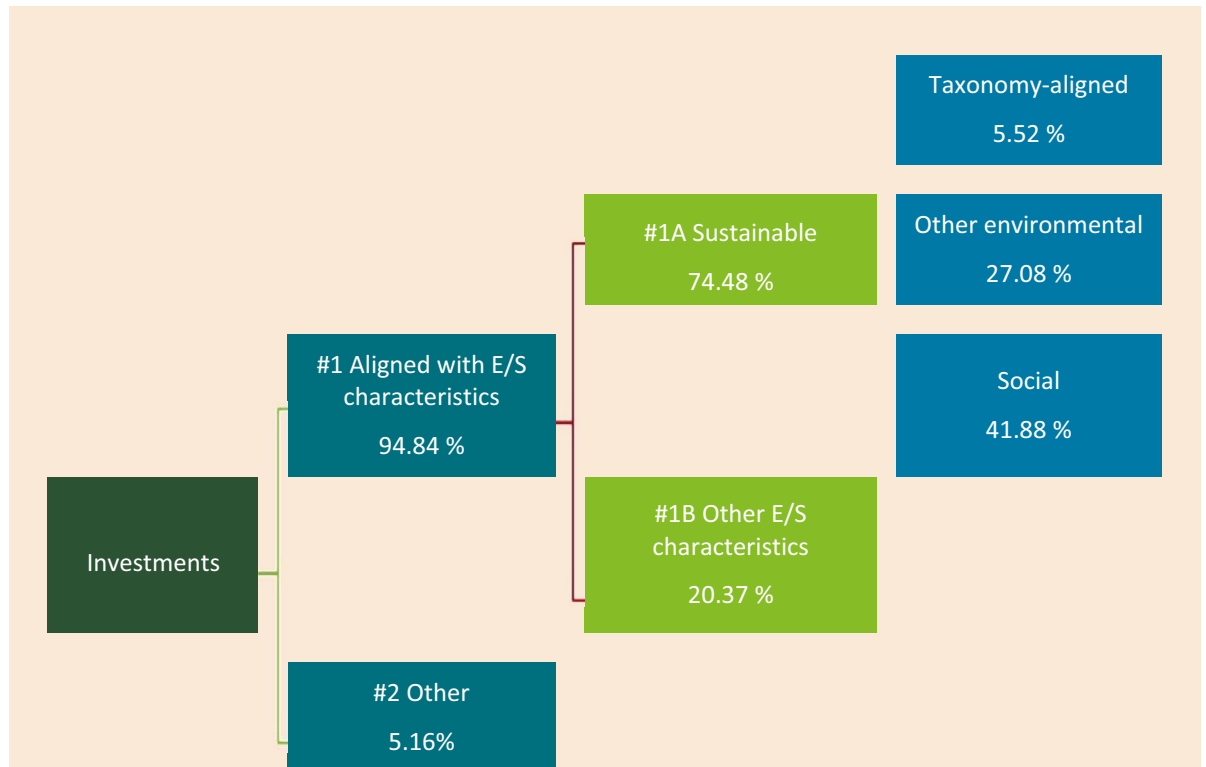 Taxonomy-aligned
5.52 %
#1A Sustainable
74.48 %
Other environmental
27.08 %
#1 Aligned with E/S
characteristics
94.84 %
Social
41.88 %
Investments
#1B Other E/S
characteristics
20.37 %
#2 Other
5.16%